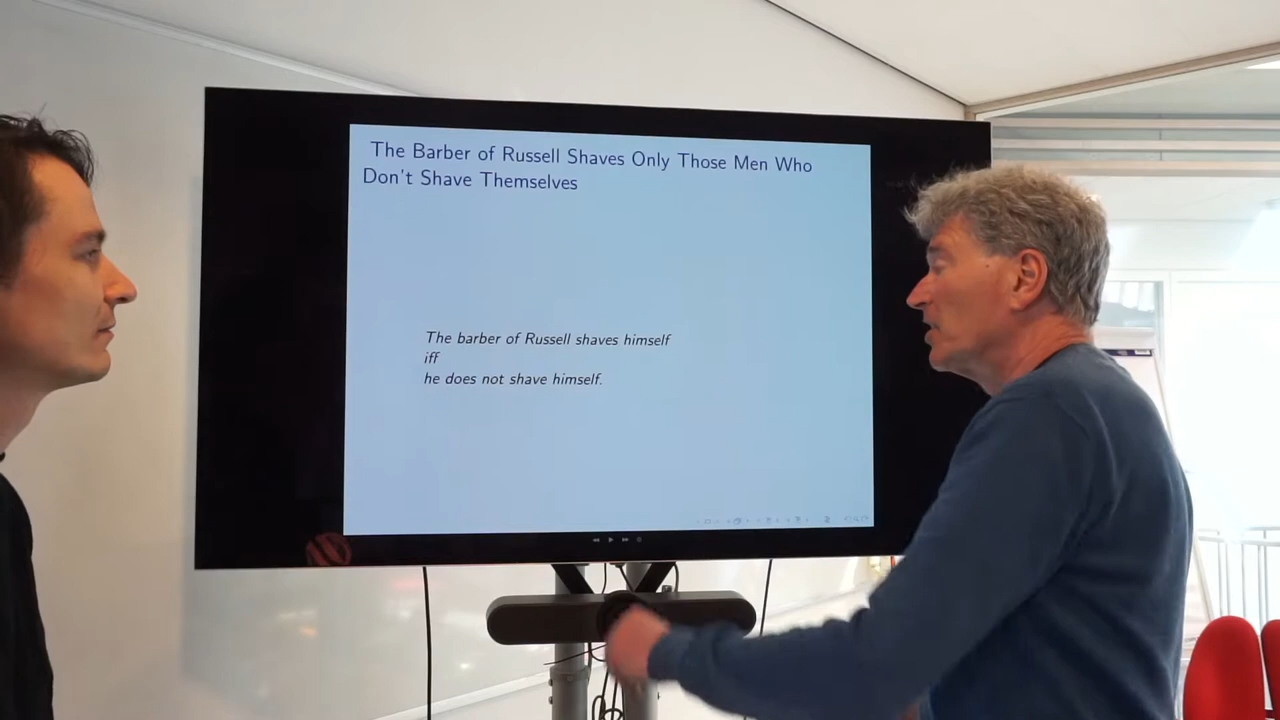 The Barber of Russell Shaves Only Those Men Who
Don't Shave Themselves
The barber of Russell shaves himself
iff
he does not shave himself.